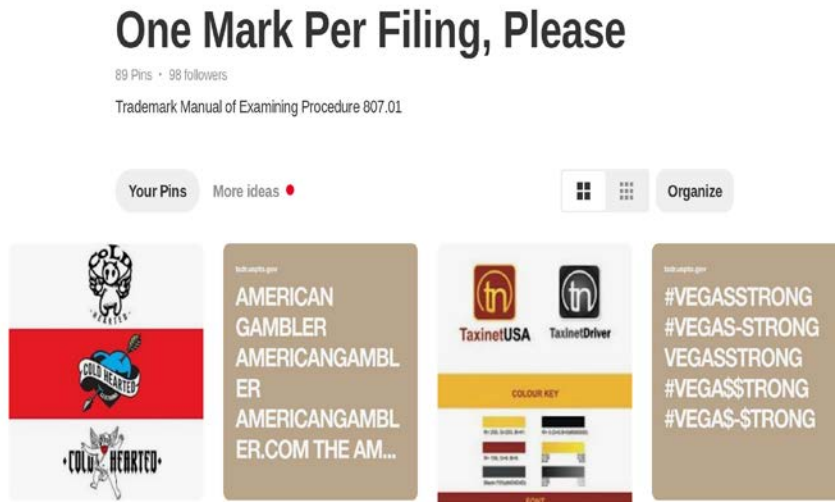 One Mark Per Filing, Please
89 Pins • 98 followers
Trademark Manual of Examining Procedure 807.01
Your Pins
More ideas
Organize
COLD
HEARTED
COLD HEARTED
COLD HEARTED
tsdr.uspto.gov
AMERICAN
GAMBLER
AMERICANGAMBL
ER
AMERICANGAMBL
ER.COM THE AM...
tn
tn
TaxinetUSA
TaxinetDriver
COLOUR KEY
FONT
tsdr.uspto.gov
#VEGASSTRONG
#VEGAS-STRONG
VEGASSTRONG
#VEGA$$TRONG
#VEGA$-$TRONG